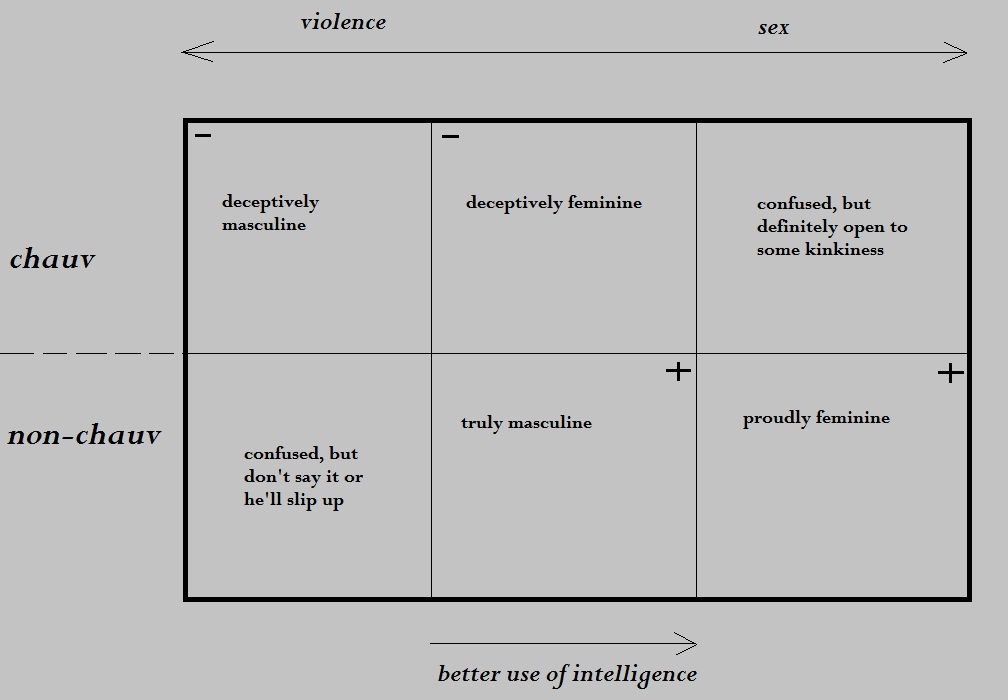 violence
sex
deceptively
masculine
deceptively feminine
confused, but
definitely open to
some kinkiness
chauv
non-chauv
confused, but
don't say it or
he'll slip up
truly masculine
proudly feminine
better use of intelligence